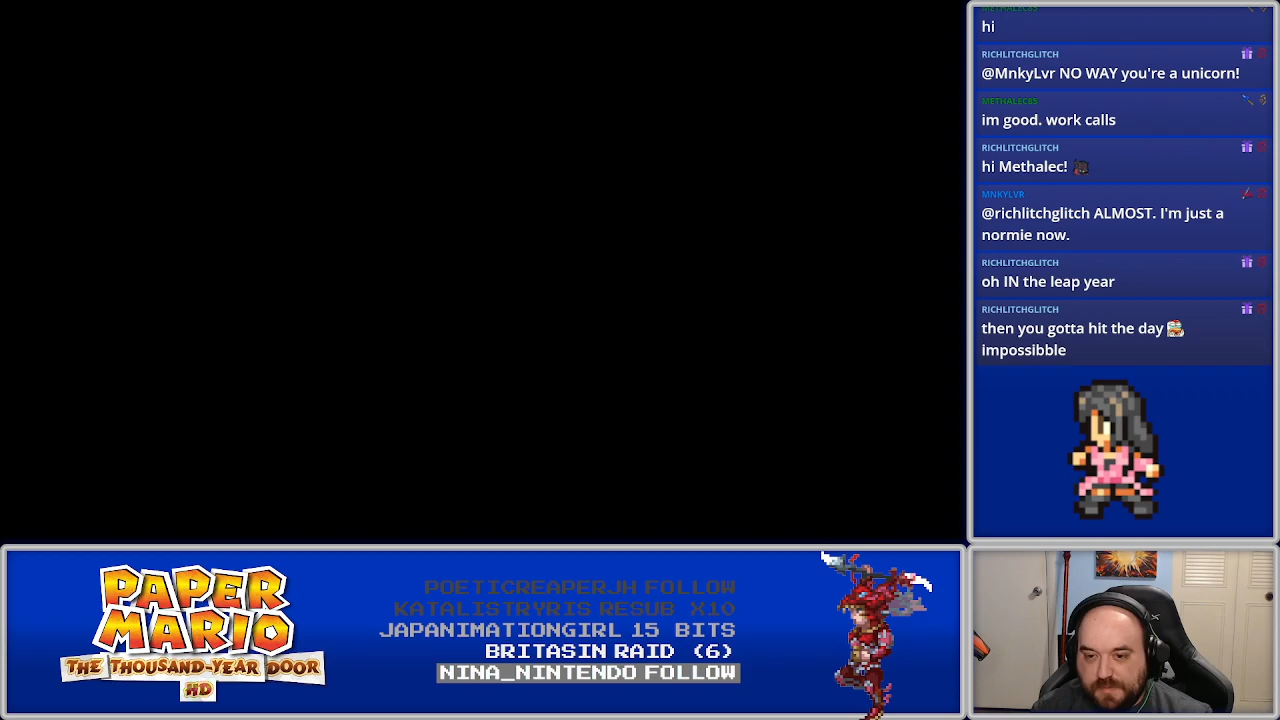 METHALEC85
hi
RICHLITCHGLITCH
@MnkyLvr NO WAY you're a unicorn!
METHALEC85
im good. work calls
RICHLITCHGLITCH
hi Methalec!
MNKYLVR
@richlitchglitch ALMOST. I'm just a
normie now.
RICHLITCHGLITCH
oh IN the leap year
RICHLITCHGLITCH
then you gotta hit the day
impossibble
PAPER
MARIO
THE THOUSAND-YEAR DOOR
HD
POETICREAPERJH FOLLOW
KATALISTRYRIS RESUB X10
JAPANIMATIONGIRL 15 BITS
BRITASIN RAID (6)
NINA_NINTENDO FOLLOW